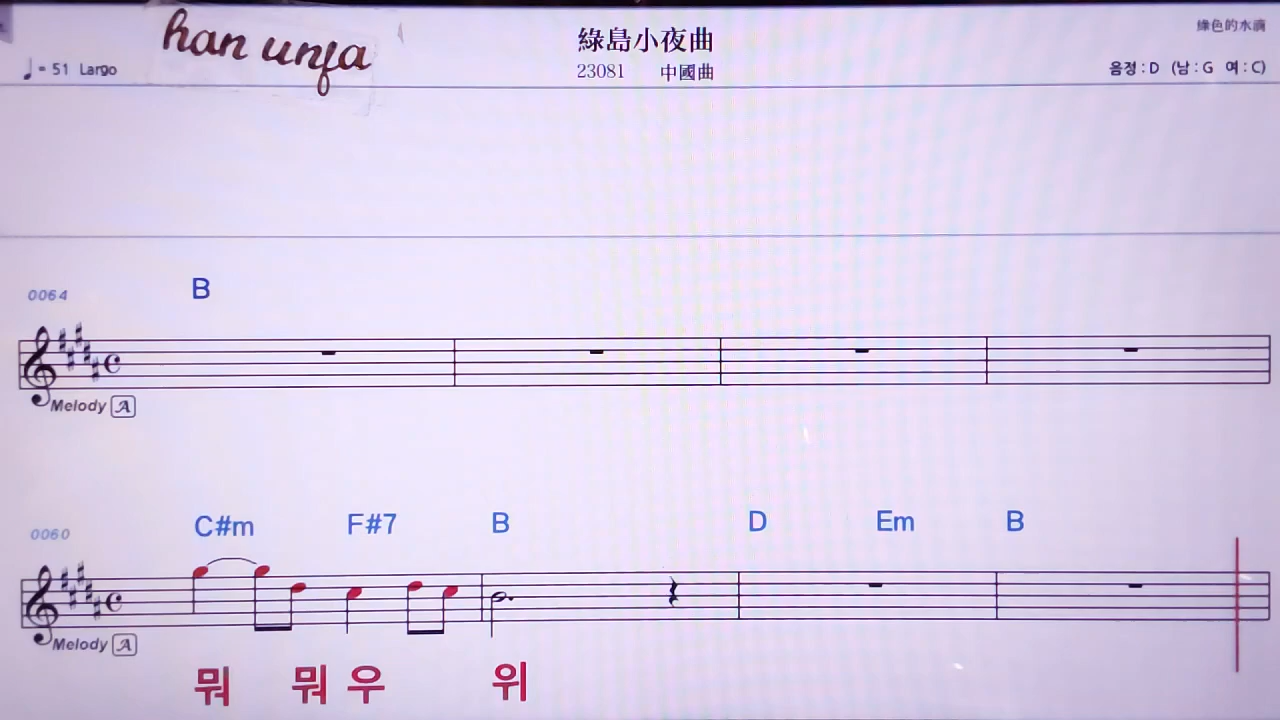 han unja
綠島小夜曲
綠色的水滴
♩ = 51 Largo
23081 中國曲
음정 : D (남 : G 여 : C)
0064 B
Melody A
0060 C#m F#7 B D Em B
Melody A
뭐 뭐 우 위